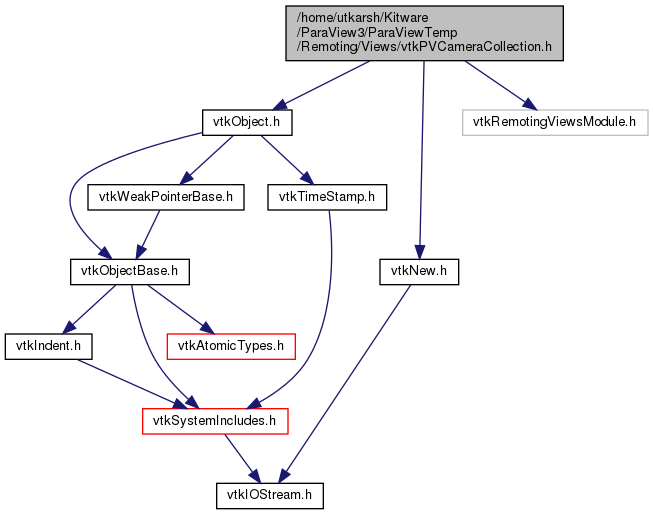 /home/utkarsh/Kitware
/ParaView3/ParaViewTemp
/Remoting/Views/vtkPVCameraCollection.h
vtkObject.h
vtkRemotingViewsModule.h
vtkWeakPointerBase.h
vtkTimeStamp.h
vtkObjectBase.h
vtkNew.h
vtkIndent.h
vtkAtomicTypes.h
vtkSystemIncludes.h
vtkIOStream.h